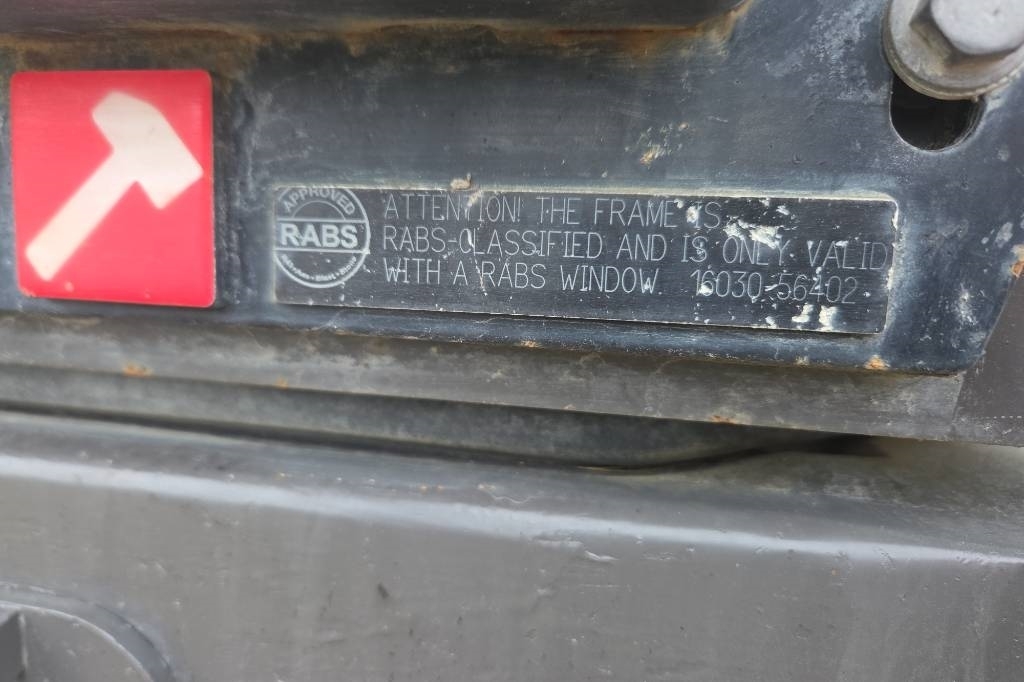 APPROVED
RABS
ATTENTION! THE FRAME IS
RABS-CLASSIFIED AND IS ONLY VALID
WITH A RABS WINDOW. 16030-56402